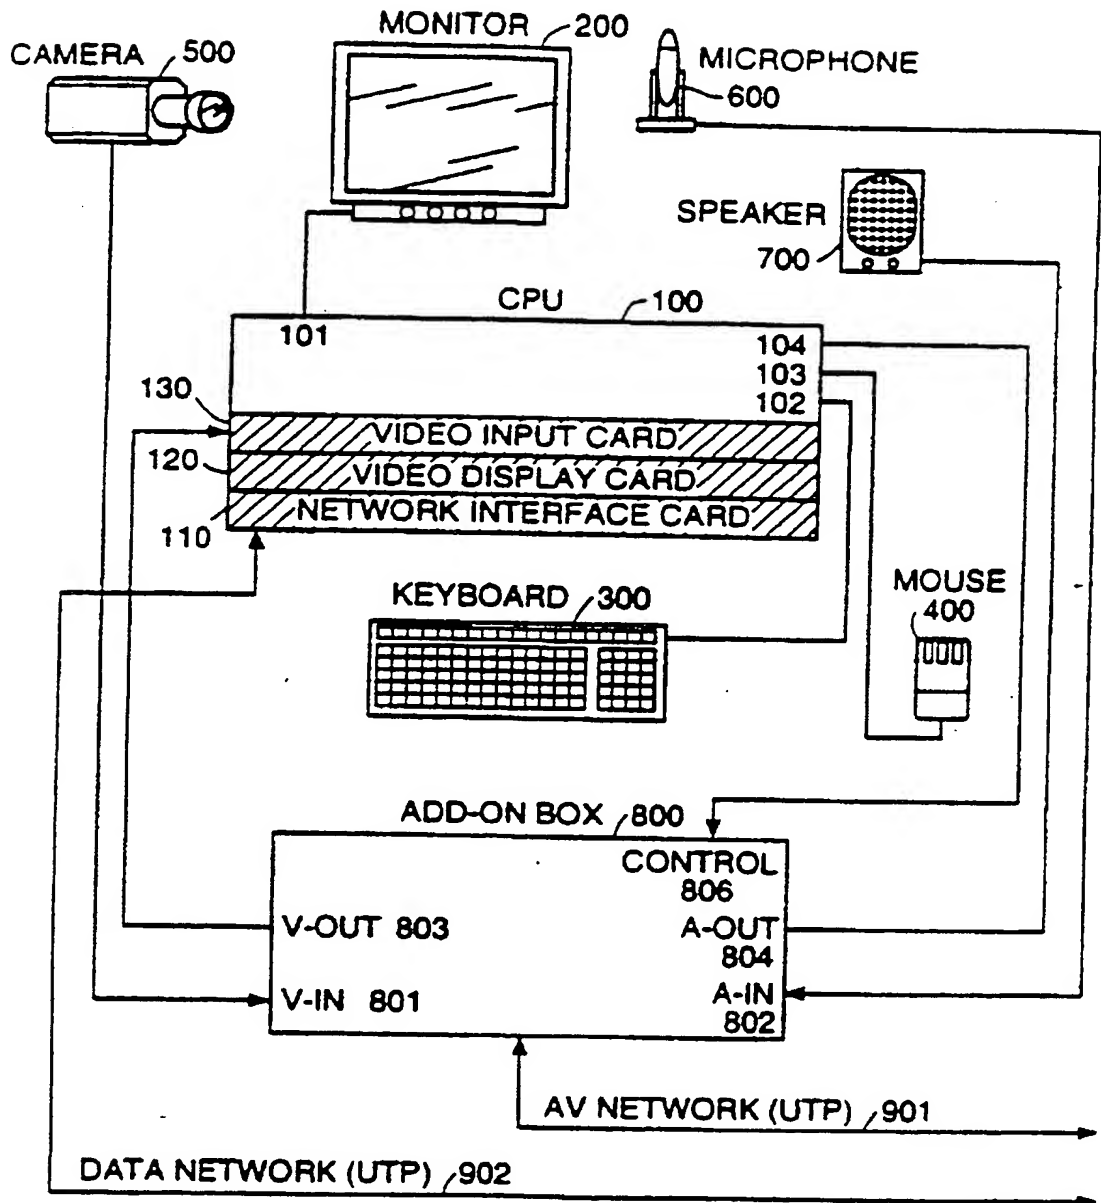 MONITOR 200
CAMERA 500
MICROPHONE
600
SPEAKER
700
CPU 100
101
104
103
102
130
VIDEO INPUT CARD
120
VIDEO DISPLAY CARD
110
NETWORK INTERFACE CARD
KEYBOARD 300
MOUSE
400
ADD-ON BOX 800
CONTROL
806
V-OUT 803
A-OUT
804
V-IN 801
A-IN
802
AV NETWORK (UTP) 901
DATA NETWORK (UTP) 902